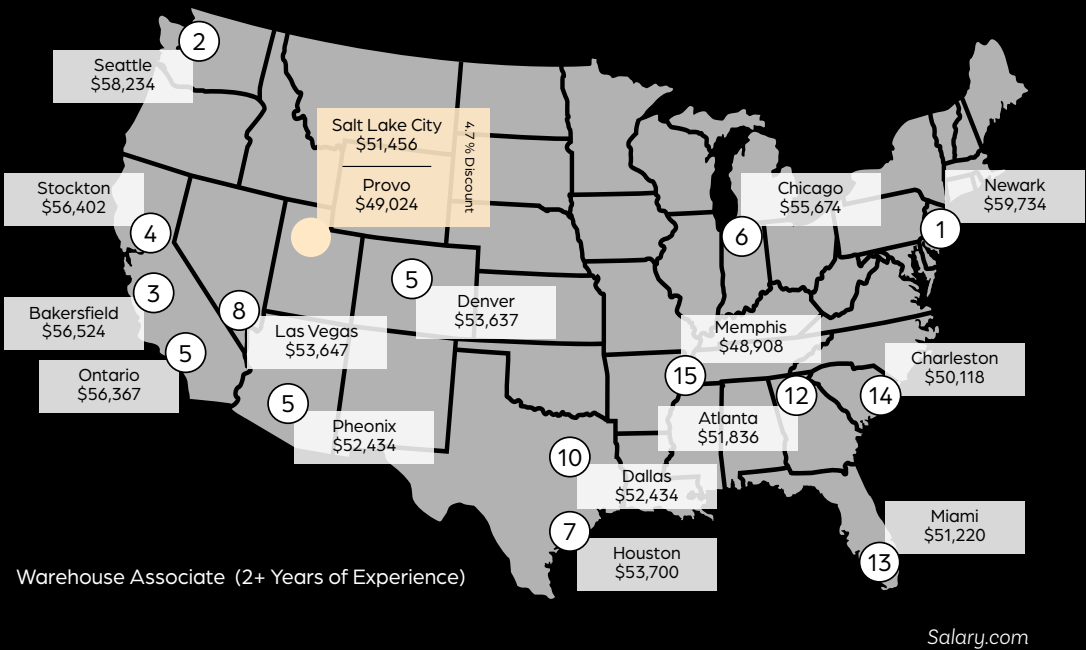 2
Seattle
$58,234
Salt Lake City
$51,456
Provo
$49,024
4.7 % Discount
Stockton
$56,402
4
Chicago
$55,674
6
Newark
$59,734
1
3
Bakersfield
$56,524
5
Denver
$53,637
8
Las Vegas
$53,647
5
Ontario
$56,367
Memphis
$48,908
15
Charleston
$50,118
14
12
5
Pheonix
$52,434
Atlanta
$51,836
10
Dallas
$52,434
7
Houston
$53,700
Miami
$51,220
13
Warehouse Associate (2+ Years of Experience)
Salary.com